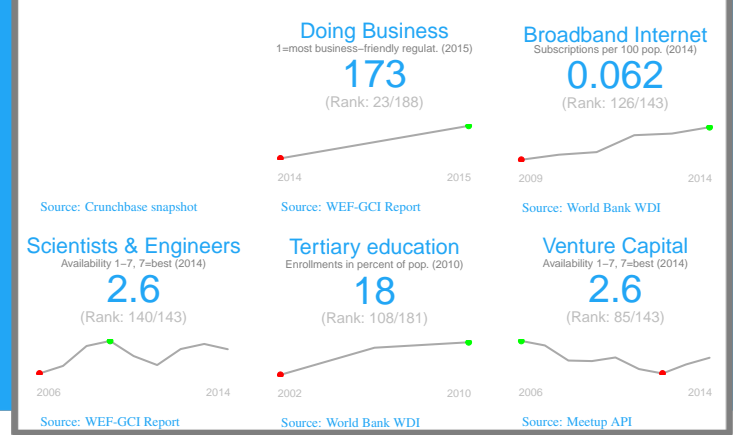 Doing Business
1=most business−friendly regulat. (2015)
173
(Rank: 23/188)
2014
2015
Source: WEF-GCI Report
Broadband Internet
Subscriptions per 100 pop. (2014)
0.062
(Rank: 126/143)
2009
2014
Source: World Bank WDI
Source: Crunchbase snapshot
Scientists & Engineers
Availability 1−7, 7=best (2014)
2.6
(Rank: 140/143)
2006
2014
Source: WEF-GCI Report
Tertiary education
Enrollments in percent of pop. (2010)
18
(Rank: 108/181)
2002
2010
Source: World Bank WDI
Venture Capital
Availability 1−7, 7=best (2014)
2.6
(Rank: 85/143)
2006
2014
Source: Meetup API